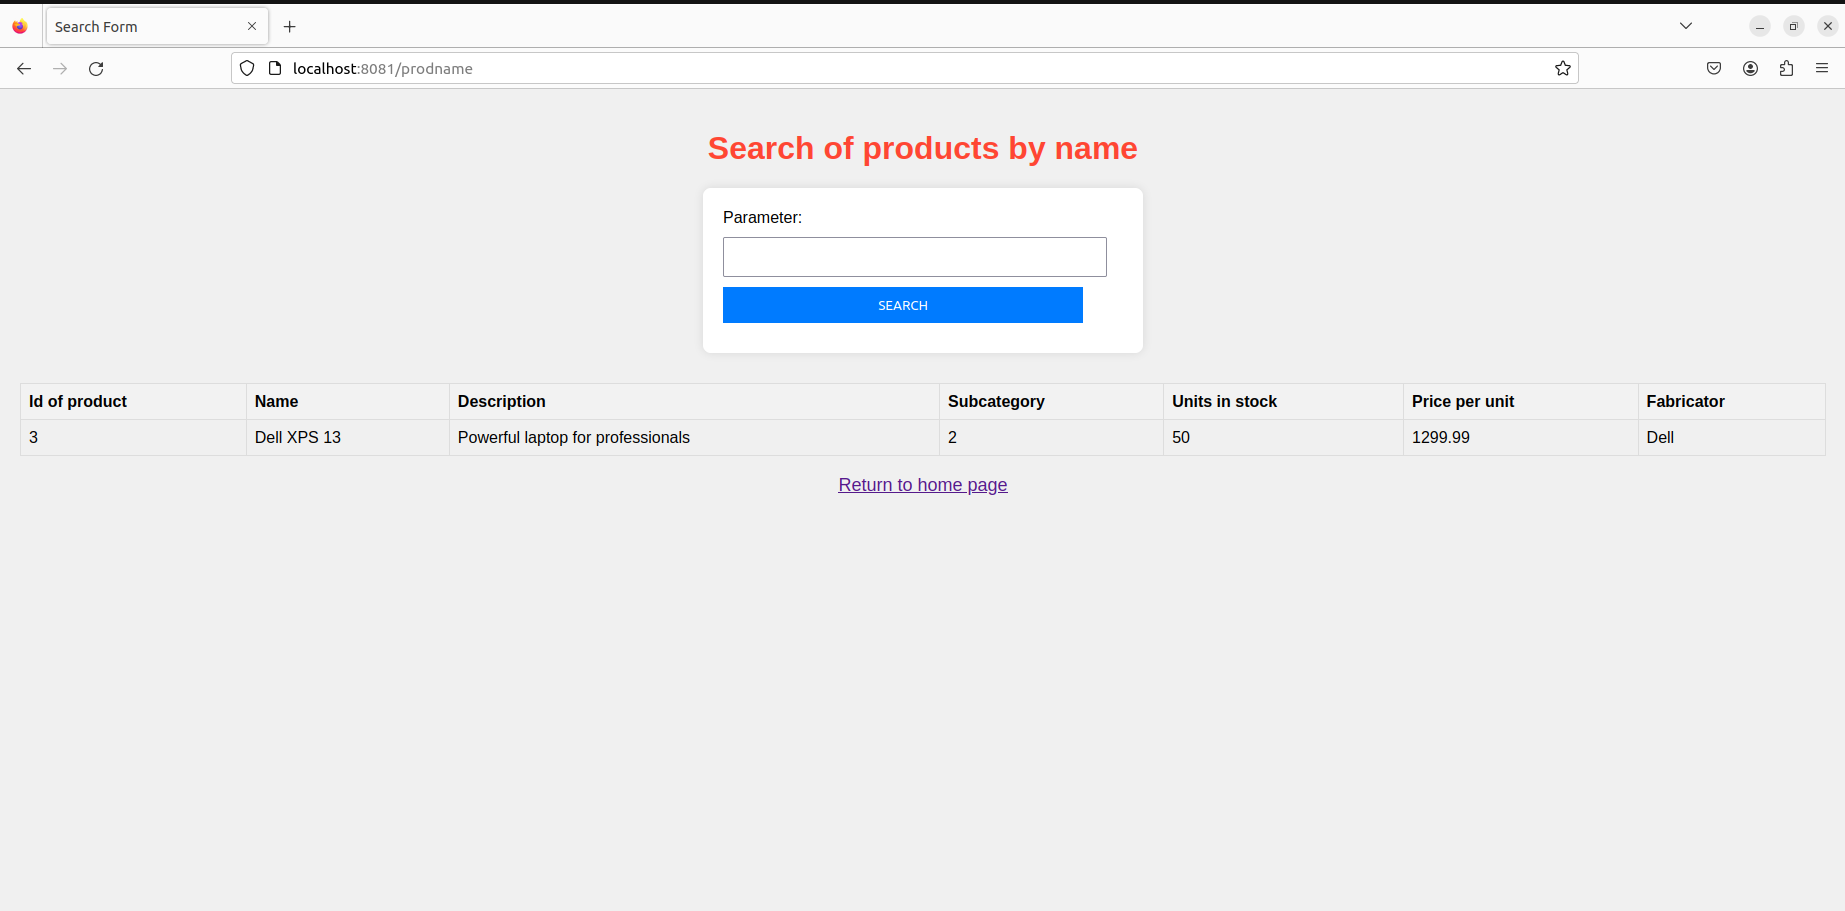 Search Form
localhost:8081/prodname
Search of products by name
Parameter:
SEARCH
Id of product Name Description Subcategory Units in stock Price per unit Fabricator
3 Dell XPS 13 Powerful laptop for professionals 2 50 1299.99 Dell
Return to home page